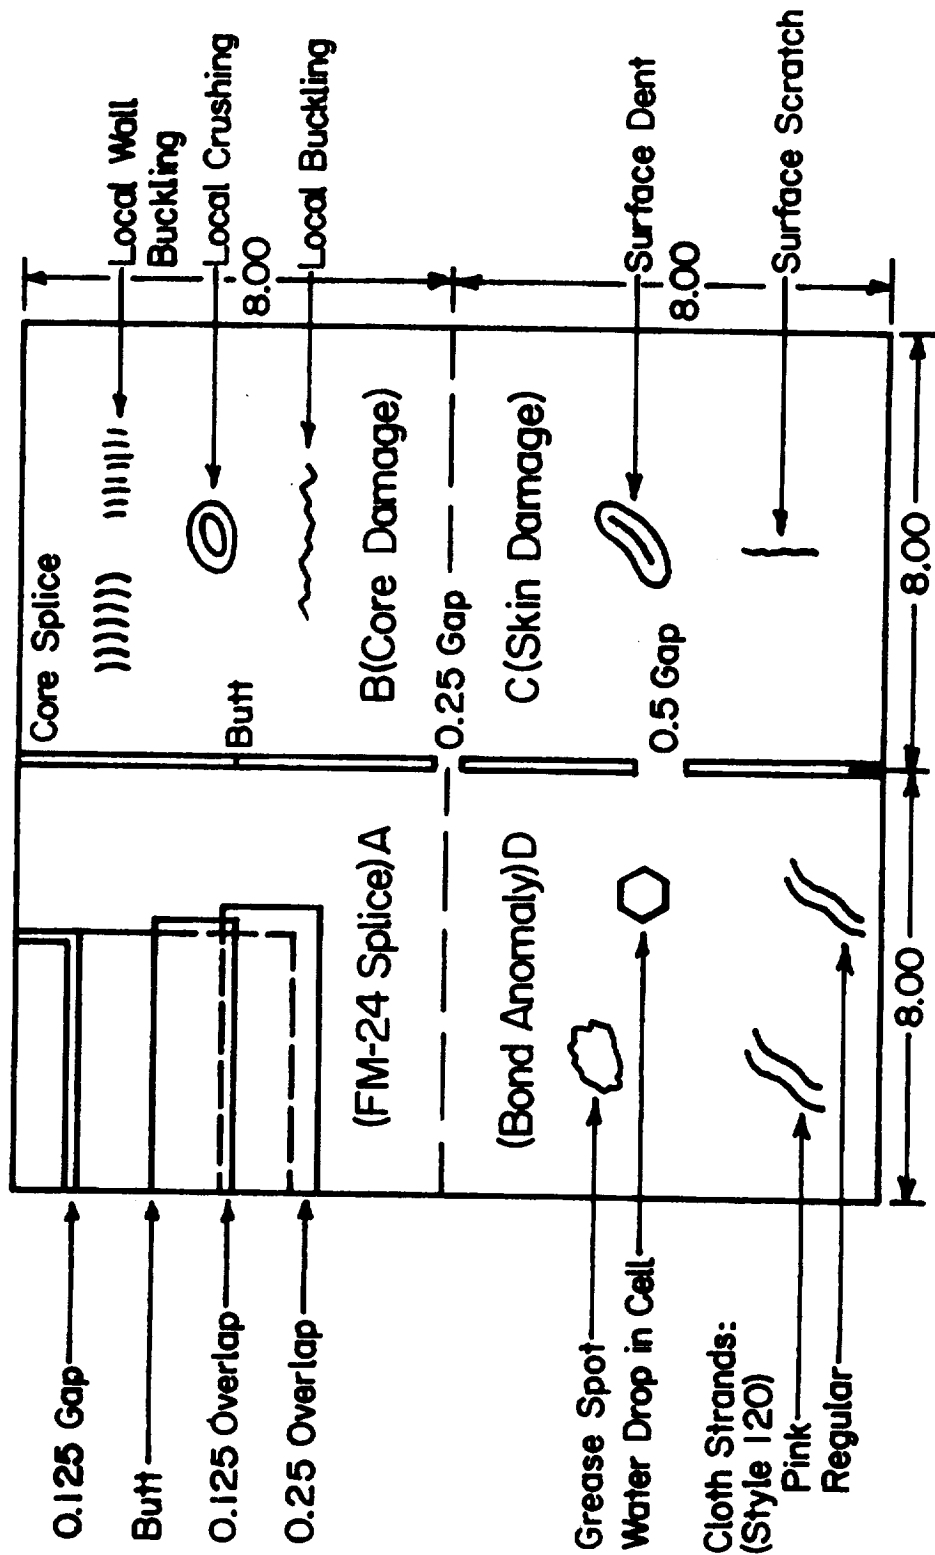 0.125 Gap
Butt
0.125 Overlap
0.25 Overlap
(FM-24 Splice) A
Core Splice
Butt
Local Wall
Buckling
Local Crushing
8.00
Local Buckling
B (Core Damage)
0.25 Gap
Grease Spot
Water Drop in Cell
Cloth Strands:
(Style 120)
Pink
Regular
(Bond Anomaly) D
C (Skin Damage)
0.5 Gap
Surface Dent
8.00
Surface Scratch
8.00
8.00